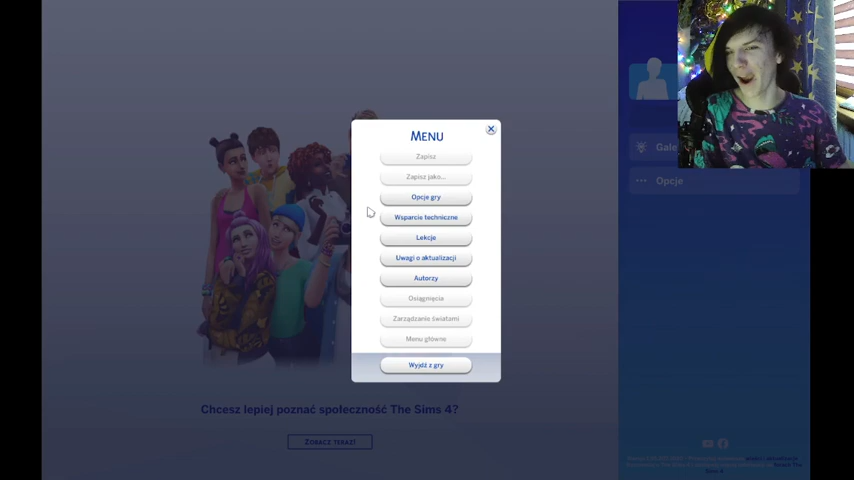 MENU
Zapisz
Zapisz jako...
Opcje gry
Wsparcie techniczne
Lekcje
Uwagi o aktualizacji
Autorzy
Osiągnięcia
Zarządzanie światami
Menu główne
Wyjdź z gry
Gale
Opcje
Chcesz lepiej poznać społeczność The Sims 4?
ZOBACZ TERAZ!